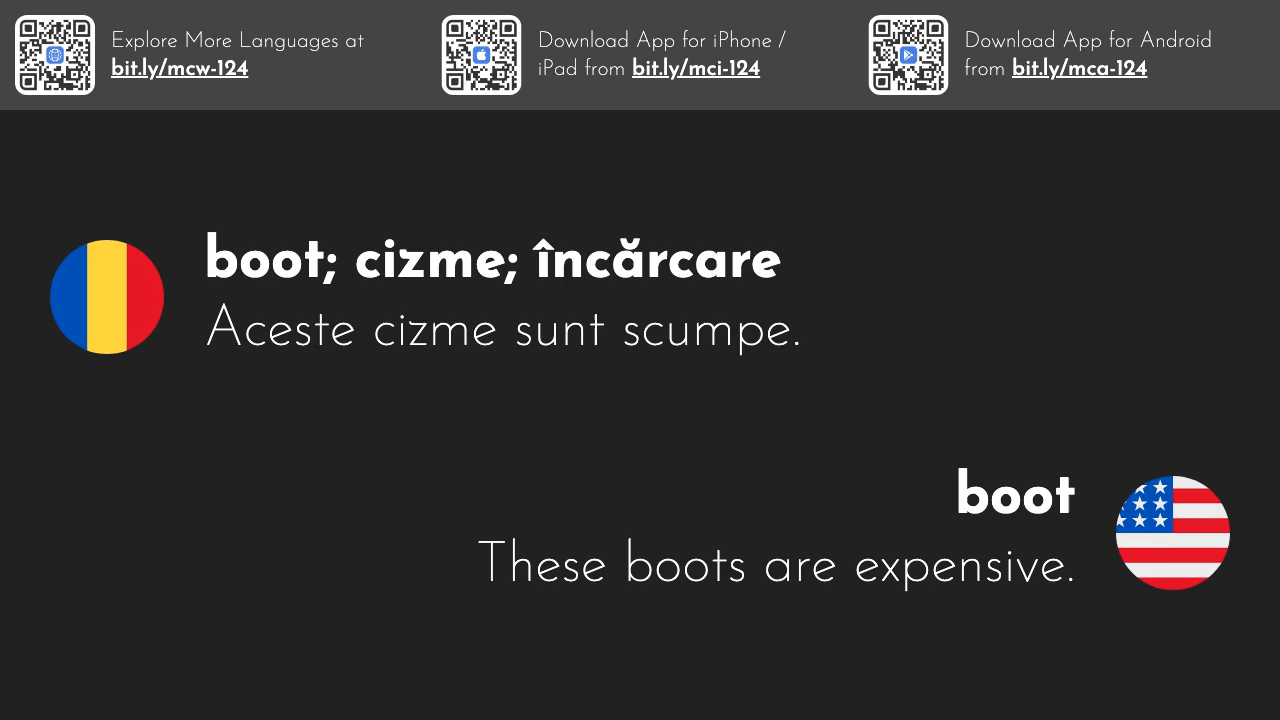 Explore More Languages at
bit.ly/mcw-124
Download App for iPhone /
iPad from bit.ly/mci-124
Download App for Android
from bit.ly/mca-124
boot; cizme; încărcare
Aceste cizme sunt scumpe.
boot
These boots are expensive.